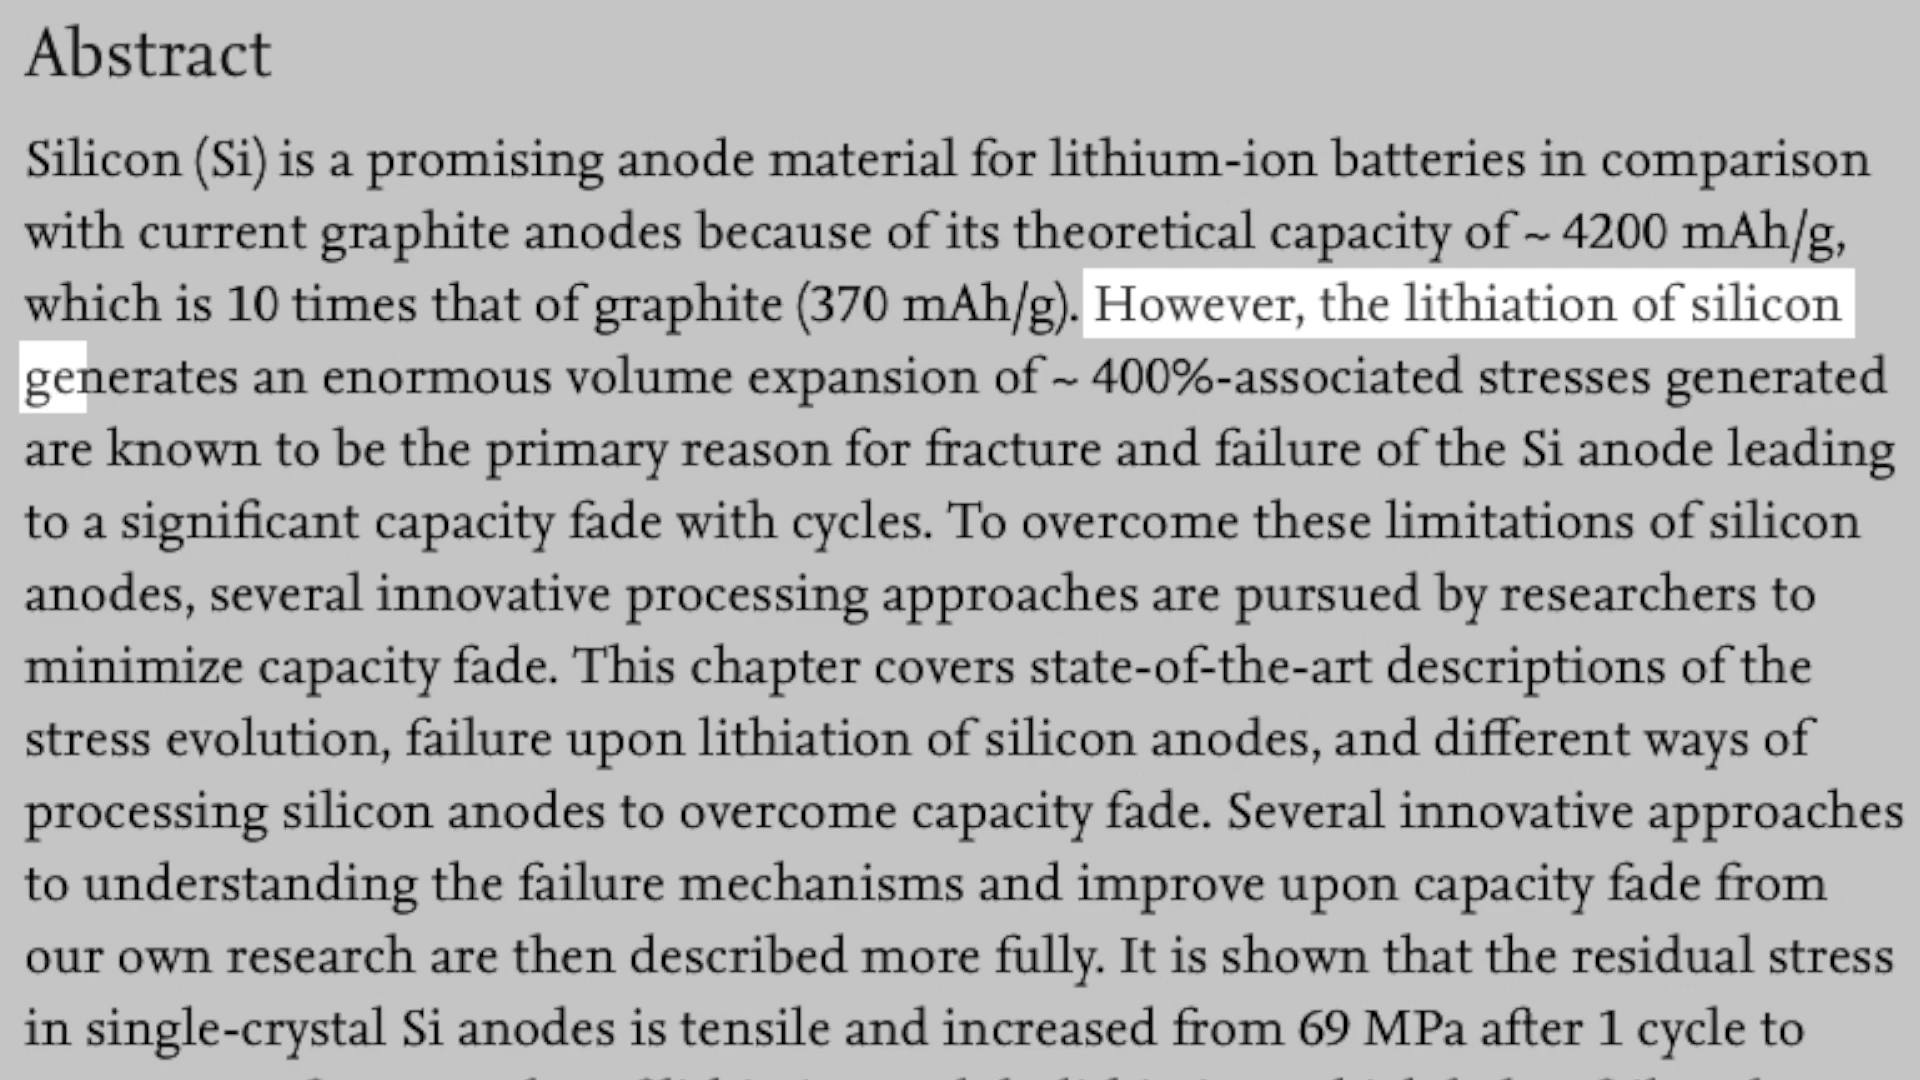 Abstract
Silicon (Si) is a promising anode material for lithium-ion batteries in comparison
with current graphite anodes because of its theoretical capacity of ~ 4200 mAh/g,
which is 10 times that of graphite (370 mAh/g). However, the lithiation of silicon
generates an enormous volume expansion of ~ 400%-associated stresses generated
are known to be the primary reason for fracture and failure of the Si anode leading
to a significant capacity fade with cycles. To overcome these limitations of silicon
anodes, several innovative processing approaches are pursued by researchers to
minimize capacity fade. This chapter covers state-of-the-art descriptions of the
stress evolution, failure upon lithiation of silicon anodes, and different ways of
processing silicon anodes to overcome capacity fade. Several innovative approaches
to understanding the failure mechanisms and improve upon capacity fade from
our own research are then described more fully. It is shown that the residual stress
in single-crystal Si anodes is tensile and increased from 69 MPa after 1 cycle to